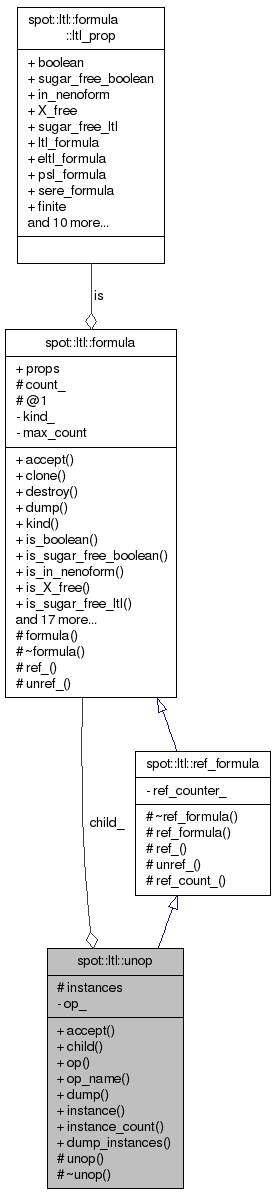 spot::ltl::formula
::ltl_prop
+ boolean
+ sugar_free_boolean
+ in_nenoform
+ X_free
+ sugar_free_ltl
+ ltl_formula
+ eltl_formula
+ psl_formula
+ sere_formula
+ finite
and 10 more...
is
spot::ltl::formula
+ props
# count_
# @1
- kind_
- max_count
+ accept()
+ clone()
+ destroy()
+ dump()
+ kind()
+ is_boolean()
+ is_sugar_free_boolean()
+ is_in_nenoform()
+ is_X_free()
+ is_sugar_free_ltl()
and 17 more...
# formula()
# ~formula()
# ref_()
# unref_()
spot::ltl::ref_formula
- ref_counter_
# ~ref_formula()
# ref_formula()
# ref_()
# unref_()
# ref_count_()
child_
spot::ltl::unop
# instances
- op_
+ accept()
+ child()
+ op()
+ op_name()
+ dump()
+ instance()
+ instance_count()
+ dump_instances()
# unop()
# ~unop()